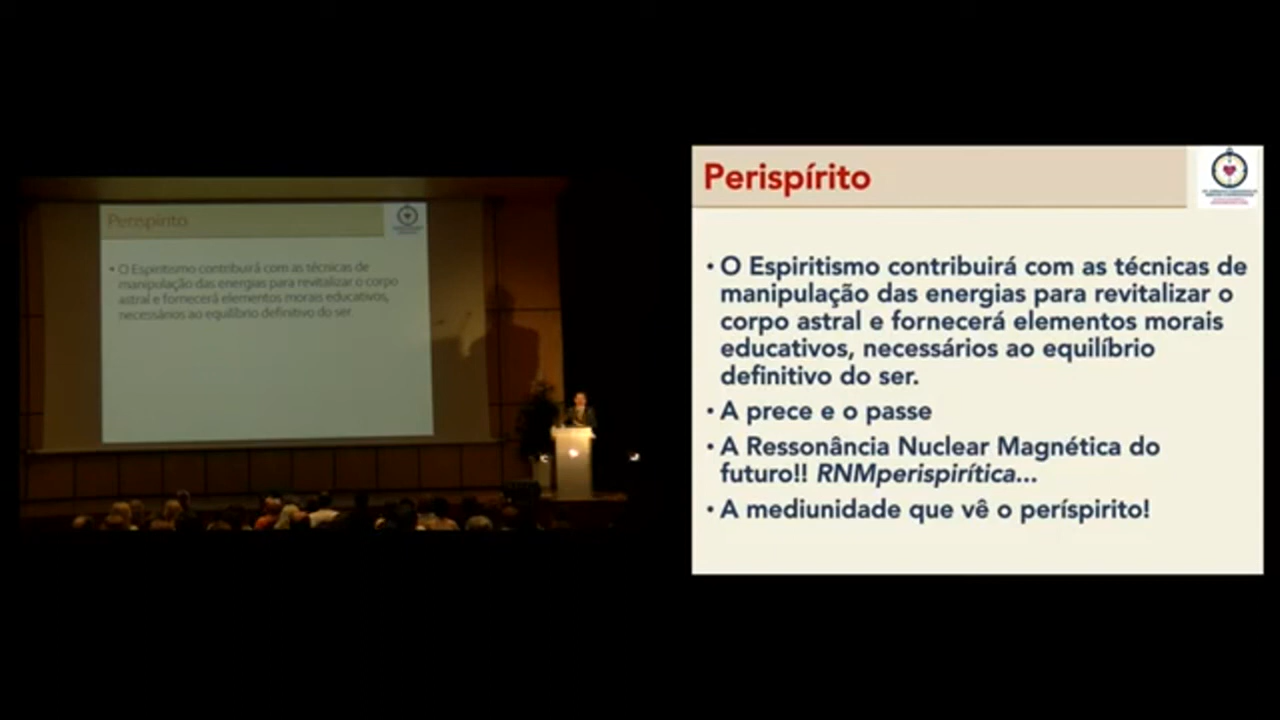 Perispírito
• O Espiritismo contribuirá com as técnicas de
manipulação das energias para revitalizar o corpo
astral e fornecerá elementos morais educativos,
necessários ao equilíbrio definitivo do ser.
Perispírito
• O Espiritismo contribuirá com as técnicas de
manipulação das energias para revitalizar o
corpo astral e fornecerá elementos morais
educativos, necessários ao equilíbrio
definitivo do ser.
• A prece e o passe
• A Ressonância Nuclear Magnética do
futuro!! RNMperispirítica...
• A mediunidade que vê o períspirito!